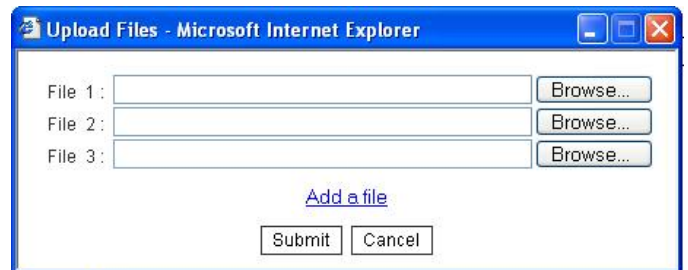 Upload Files - Microsoft Internet Explorer
File 1 : Browse...
File 2 : Browse...
File 3 : Browse...
Add a file
Submit Cancel